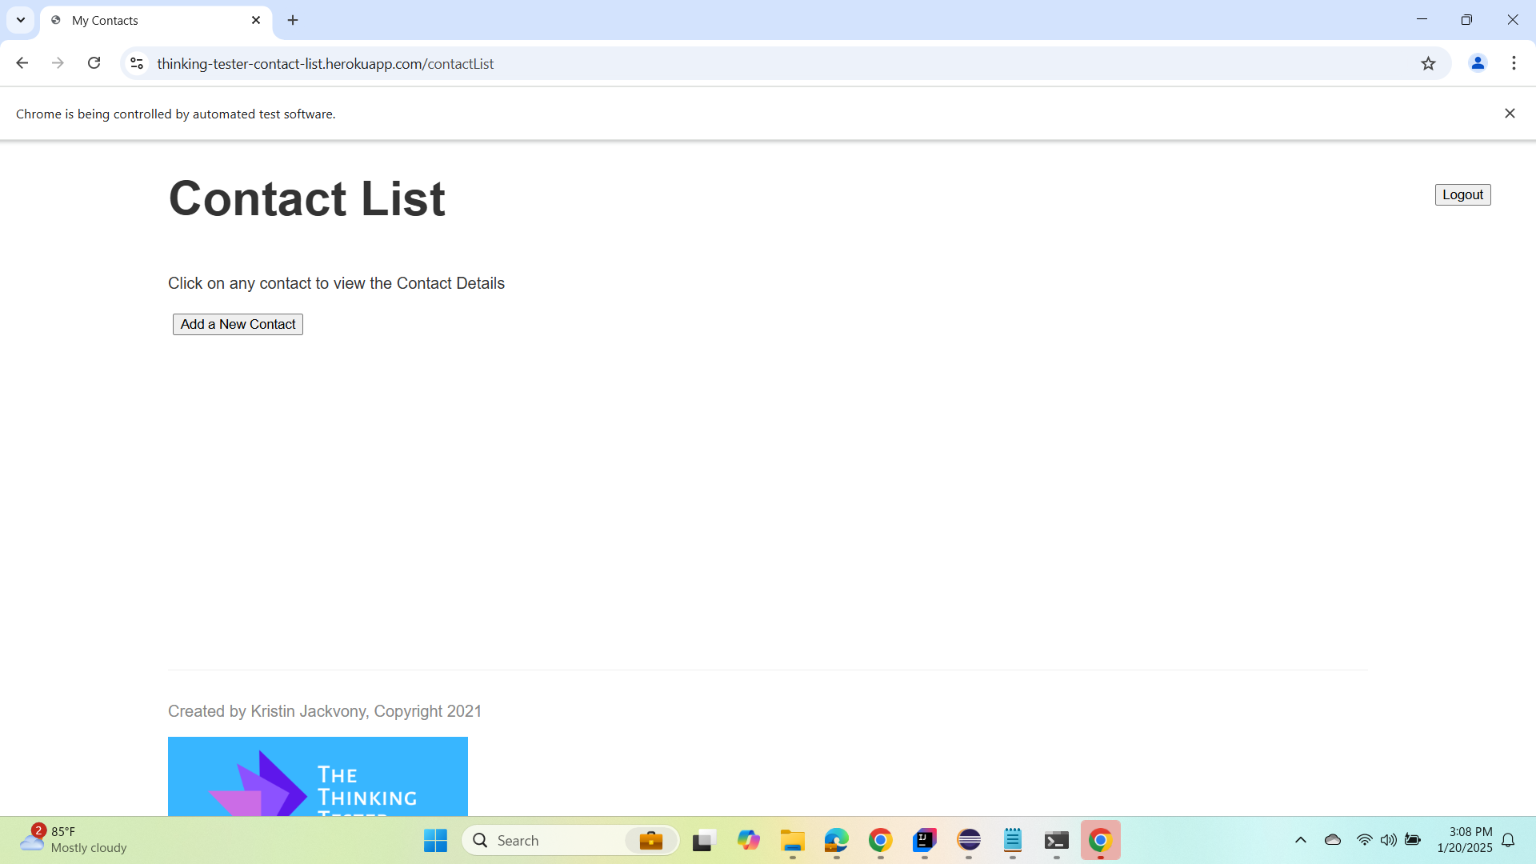 My Contacts
thinking-tester-contact-list.herokuapp.com/contactList
Chrome is being controlled by automated test software.
Contact List
Logout
Click on any contact to view the Contact Details
Add a New Contact
Created by Kristin Jackvony, Copyright 2021
THE
THINKING
2
85°F
Mostly cloudy
Search
3:08 PM
1/20/2025